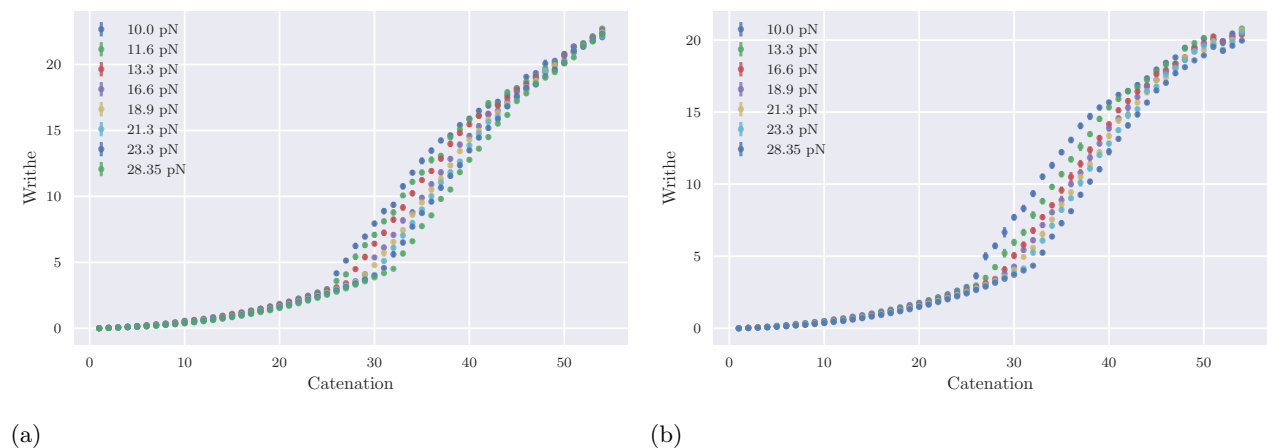 10.0 pN
11.6 pN
13.3 pN
16.6 pN
18.9 pN
21.3 pN
23.3 pN
28.35 pN
20
15
10
5
0
Writhe
0 10 20 30 40 50
Catenation
(a)
10.0 pN
13.3 pN
16.6 pN
18.9 pN
21.3 pN
23.3 pN
28.35 pN
20
15
10
5
0
Writhe
0 10 20 30 40 50
Catenation
(b)